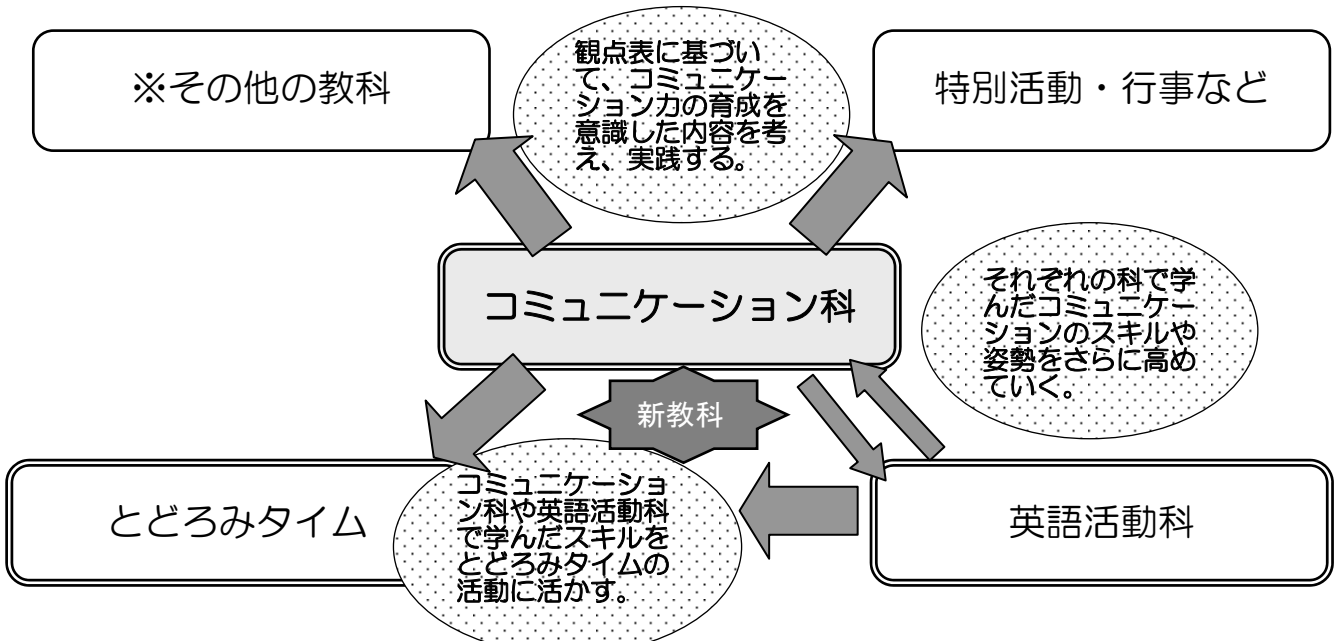 ※その他の教科
観点表に基づい
て、コミュニケー
ション力の育成を
意識した内容を考
え、実践する。
特別活動・行事など
コミュニケーション科
それぞれの科で学
んだコミュニケー
ションのスキルや
姿勢をさらに高め
ていく。
新教科
とどろみタイム
コミュニケーショ
ン科や英語活動科
で学んだスキルを
とどろみタイムの
活動に活かす。
英語活動科